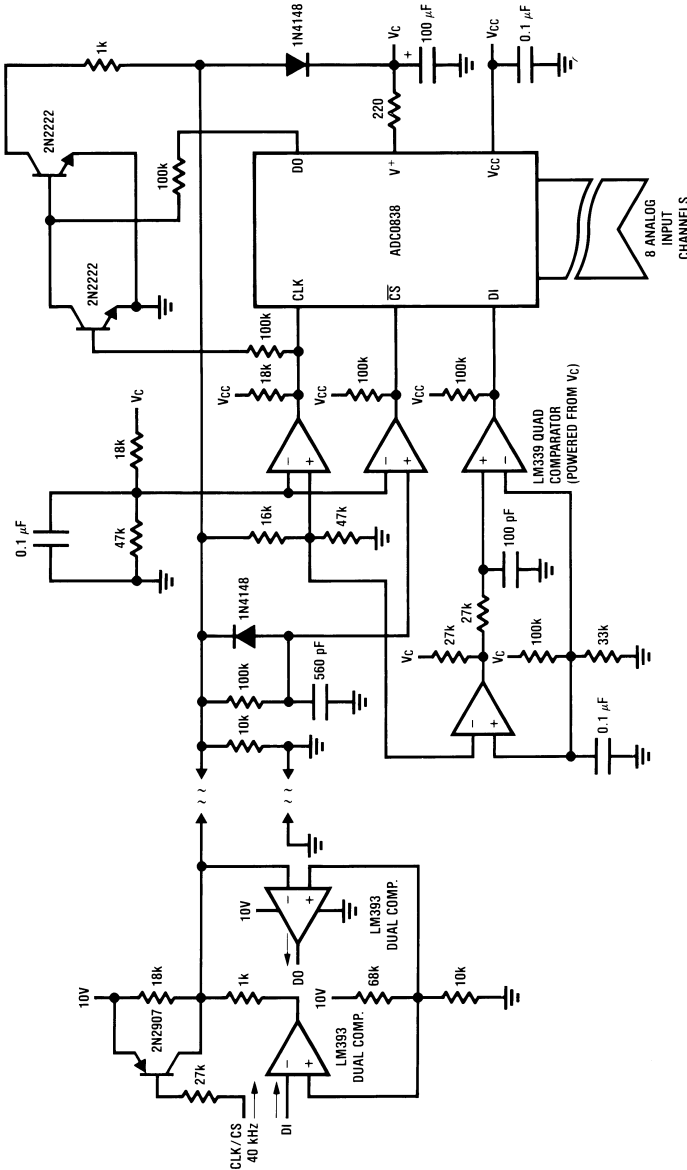 CLK/CS
40 kHz
DI
27k
2N2907
10V
18k
1k
LM393
DUAL COMP.
DO
10V
68k
10k
10V
−
+
−
+
LM393
DUAL COMP.
~
~
~
~
10k
100k
560 pF
1N4148
0.1 µF
47k
18k
VC
16k
47k
−
+
VCC
18k
100k
−
+
VCC
100k
−
+
0.1 µF
VC
27k
27k
100 pF
VC
100k
33k
+
−
VCC
100k
LM339 QUAD
COMPARATOR
(POWERED FROM VC)
2N2222
2N2222
100k
1k
CLK
CS
DI
ADC0838
DO
V+
VCC
8 ANALOG
INPUT
CHANNELS
1N4148
220
VC
+
100 µF
VCC
0.1 µF